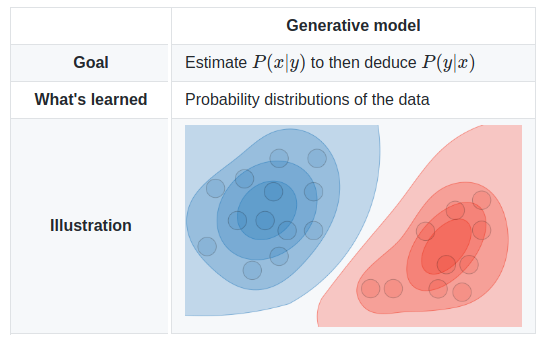 Generative model
Goal
Estimate P(x|y) to then deduce P(y|x)
What's learned
Probability distributions of the data
Illustration